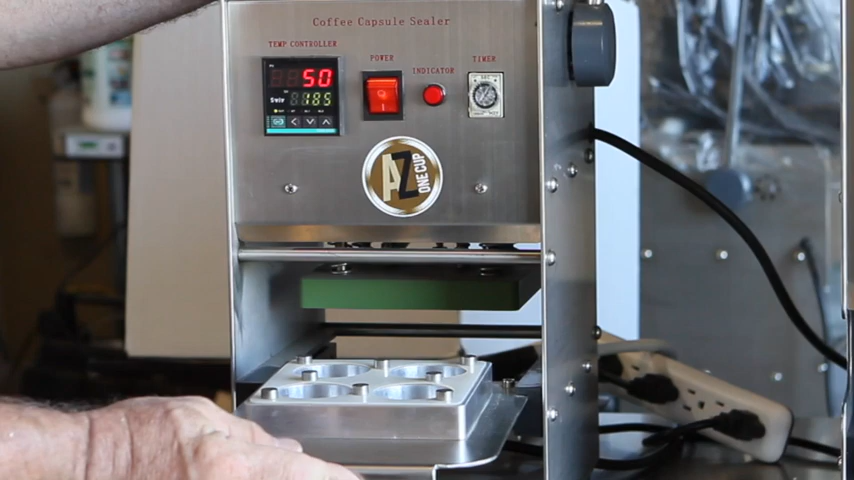 Coffee Capsule Sealer
TEMP CONTROLLER
POWER
INDICATOR
TIMER
50
185
AZ
ONE CUP